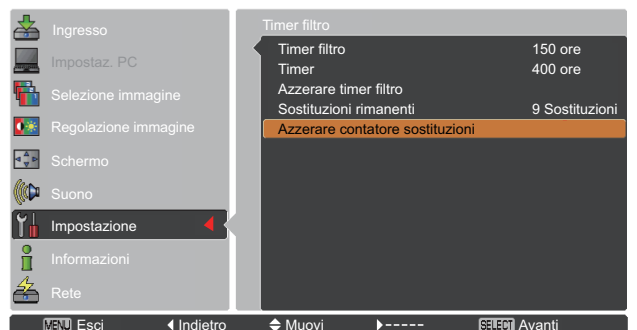 Ingresso
Impostaz. PC
Selezione immagine
Regolazione immagine
Schermo
Suono
Impostazione
Informazioni
Rete
Timer filtro
Timer filtro 150 ore
Timer 400 ore
Azzerare timer filtro
Sostituzioni rimanenti 9 Sostituzioni
Azzerare contatore sostituzioni
MENU Esci Indietro Muovi ----- SELECT Avanti